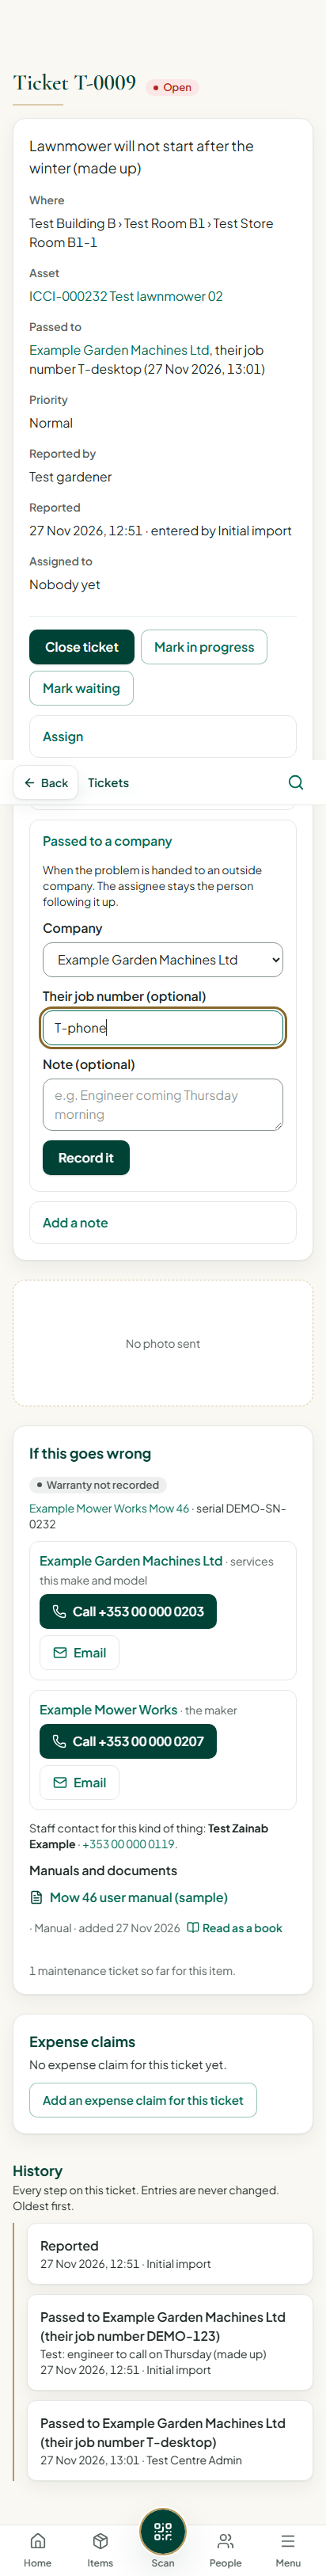 Ticket T-0009
Open
Lawnmower will not start after the
winter (made up)
Where
Test Building B › Test Room B1 › Test Store
Room B1-1
Asset
ICCI-000232 Test lawnmower 02
Passed to
Example Garden Machines Ltd, their job
number T-desktop (27 Nov 2026, 13:01)
Priority
Normal
Reported by
Test gardener
Reported
27 Nov 2026, 12:51 · entered by Initial import
Assigned to
Nobody yet
Close ticket
Mark in progress
Mark waiting
Assign
Back
Tickets
Passed to a company
When the problem is handed to an outside
company. The assignee stays the person
following it up.
Company
Example Garden Machines Ltd
Their job number (optional)
T-phone
Note (optional)
e.g. Engineer coming Thursday
morning
Record it
Add a note
No photo sent
If this goes wrong
Warranty not recorded
Example Mower Works Mow 46 · serial DEMO-SN-
0232
Example Garden Machines Ltd · services
this make and model
Call +353 00 000 0203
Email
Example Mower Works · the maker
Call +353 00 000 0207
Email
Staff contact for this kind of thing: Test Zainab
Example · +353 00 000 0119.
Manuals and documents
Mow 46 user manual (sample)
· Manual · added 27 Nov 2026 Read as a book
1 maintenance ticket so far for this item.
Expense claims
No expense claim for this ticket yet.
Add an expense claim for this ticket
History
Every step on this ticket. Entries are never changed.
Oldest first.
Reported
27 Nov 2026, 12:51 · Initial import
Passed to Example Garden Machines Ltd
(their job number DEMO-123)
Test: engineer to call on Thursday (made up)
27 Nov 2026, 12:51 · Initial import
Passed to Example Garden Machines Ltd
(their job number T-desktop)
27 Nov 2026, 13:01 · Test Centre Admin
Home
Items
Scan
People
Menu